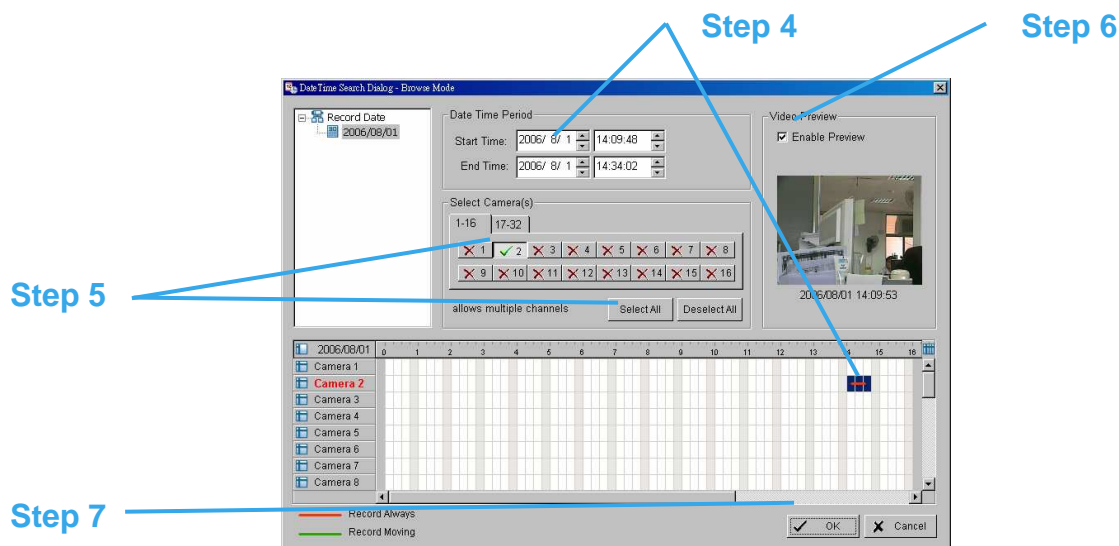 Step 4
Step 6
DateTime Search Dialog - Browse Mode
Record Date
2006/08/01
Date Time Period
Start Time: 2006/ 8/ 1 14:09:48
End Time: 2006/ 8/ 1 14:34:02
Video Preview
Enable Preview
2006/08/01 14:09:53
Select Camera(s)
1-16 17-32
1 2 3 4 5 6 7 8
9 10 11 12 13 14 15 16
allows multiple channels Select All Deselect All
Step 5
2006/08/01 0 1 2 3 4 5 6 7 8 9 10 11 12 13 14 15 16
Camera 1
Camera 2
Camera 3
Camera 4
Camera 5
Camera 6
Camera 7
Camera 8
Step 7
Record Always
Record Moving
OK Cancel